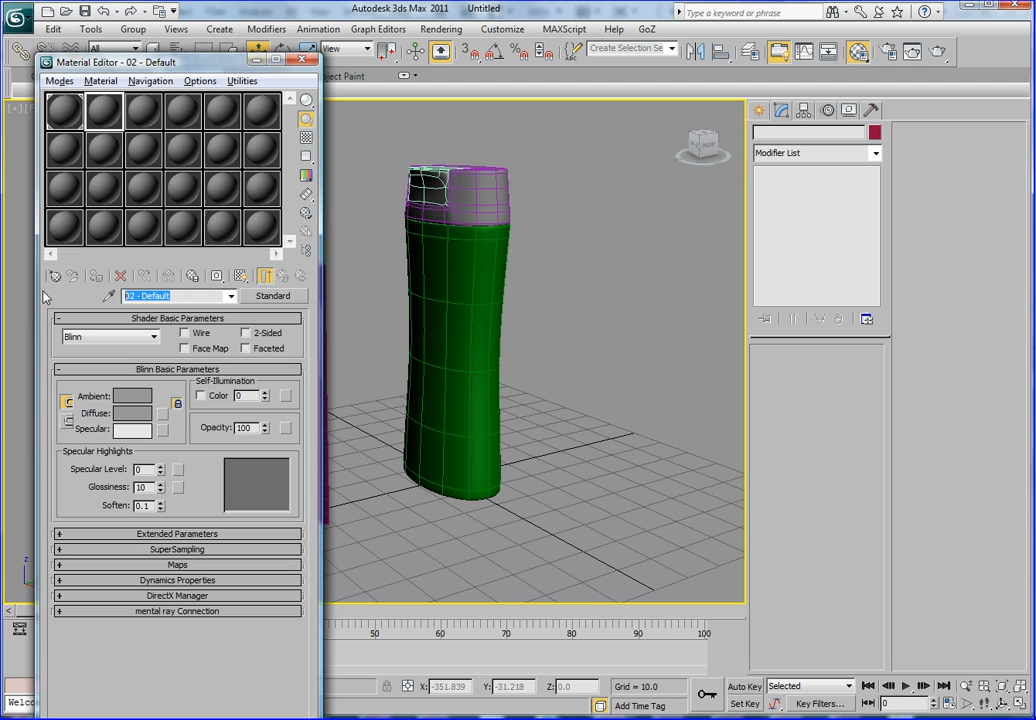 Autodesk 3ds Max 2011 Untitled
Type a keyword or phrase
Edit Tools Group Views Create Modifiers Animation Graph Editors Rendering Customize MAXScript Help GoZ
All View 3 Create Selection Se
Material Editor - 02 - Default
Object Paint
Modes Material Navigation Options Utilities
Modifier List
02 - Default Standard
Shader Basic Parameters
Blinn Wire 2-Sided
Face Map Faceted
Blinn Basic Parameters
Self-Illumination
Ambient: Color 0
Diffuse:
Specular: Opacity: 100
Specular Highlights
Specular Level: 0
Glossiness: 10
Soften: 0.1
Extended Parameters
SuperSampling
Maps
Dynamics Properties
DirectX Manager
mental ray Connection
z
50 60 70 80 90 100
X: -351.839 Y: -31.218 Z: 0.0 Grid = 10.0 Auto Key Selected
Welc Add Time Tag Set Key Key Filters... 0